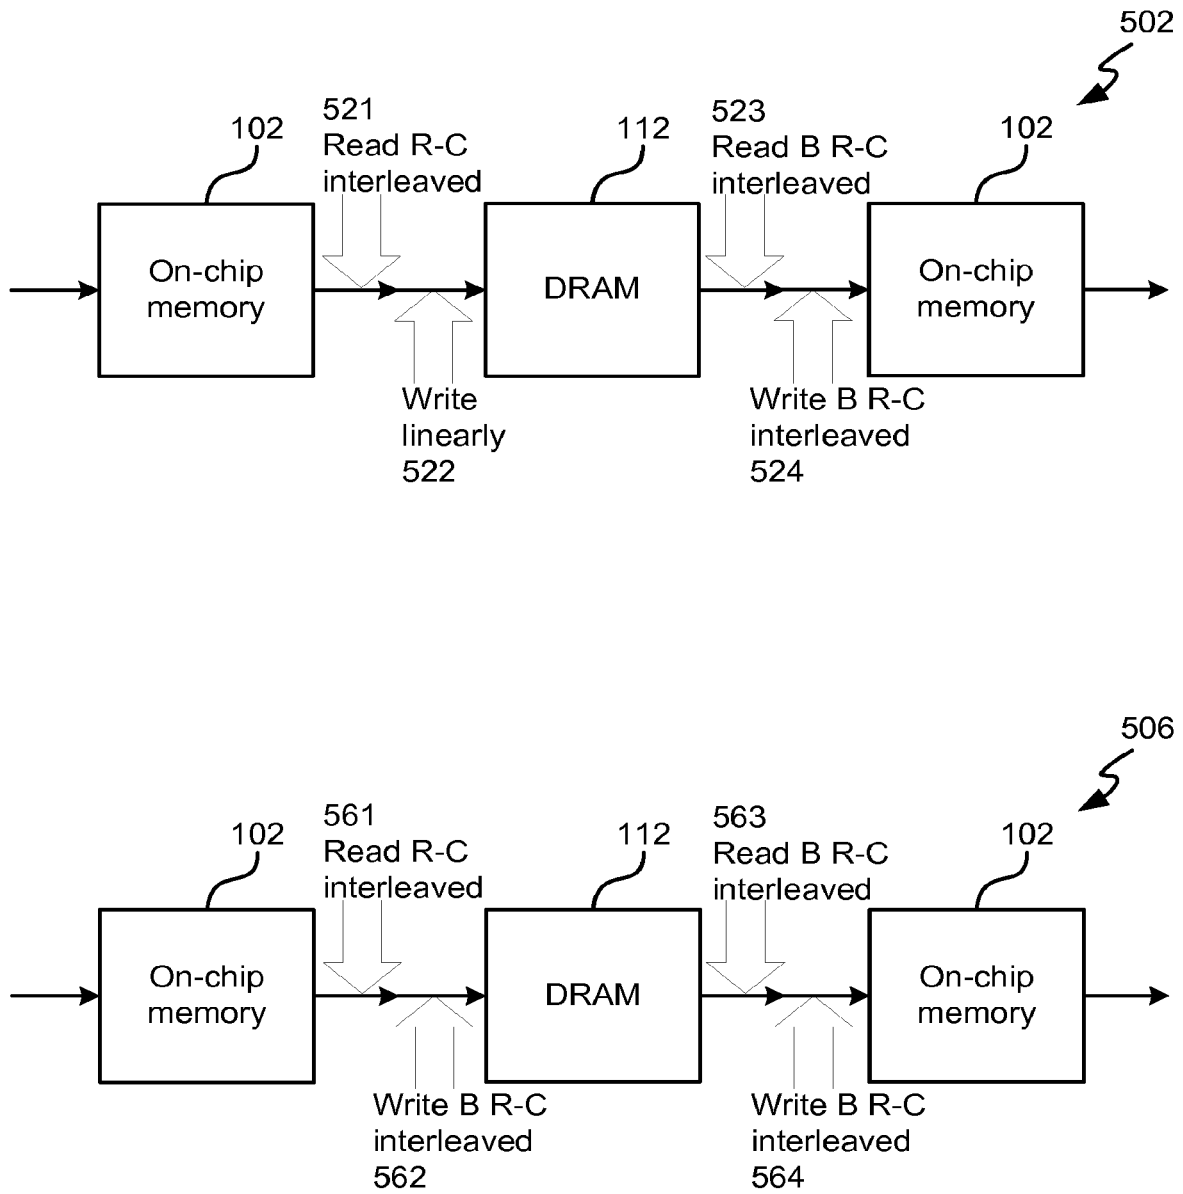 502
102
521
Read R-C
interleaved
112
523
Read B R-C
interleaved
102
On-chip
memory
DRAM
On-chip
memory
Write
linearly
522
Write B R-C
interleaved
524
506
102
561
Read R-C
interleaved
112
563
Read B R-C
interleaved
102
On-chip
memory
DRAM
On-chip
memory
Write B R-C
interleaved
562
Write B R-C
interleaved
564